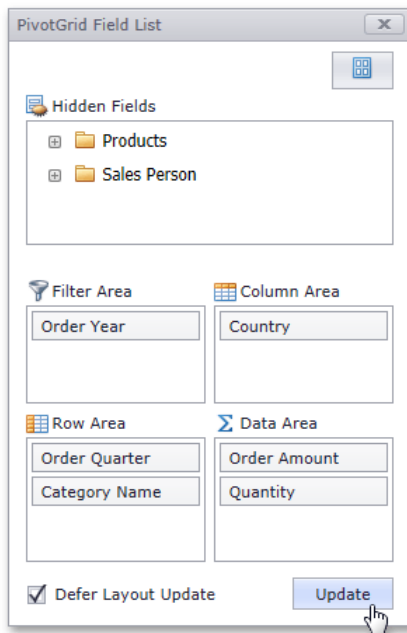 PivotGrid Field List
Hidden Fields
Products
Sales Person
Filter Area
Order Year
Column Area
Country
Row Area
Order Quarter
Category Name
Data Area
Order Amount
Quantity
Defer Layout Update
Update